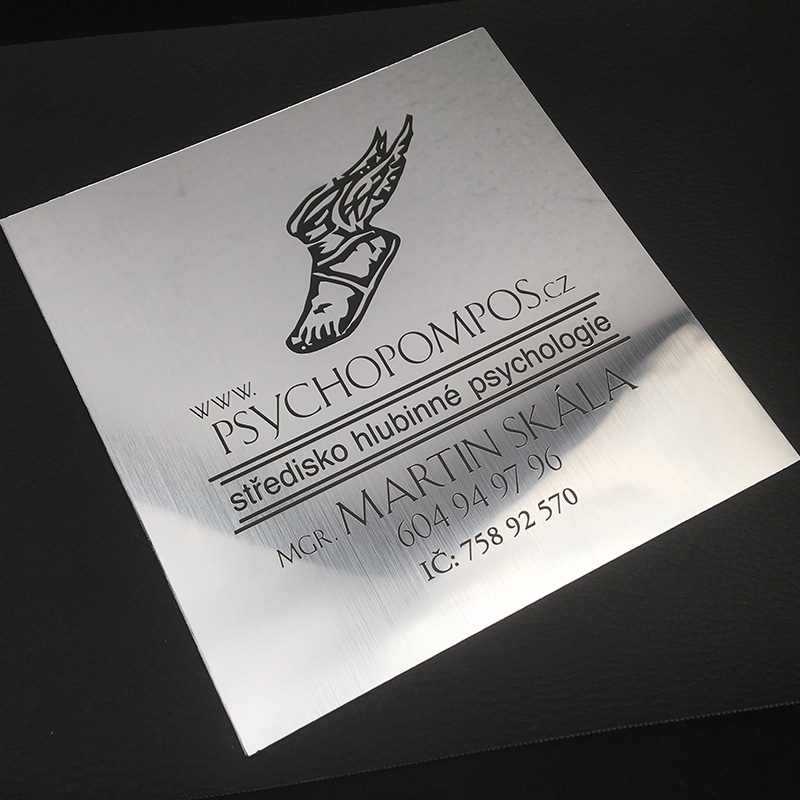 www.
PSYCHOPOMPOS.CZ
středisko hlubinné psychologie
MGR. MARTIN SKÁLA
604 94 97 96
IČ: 758 92 570